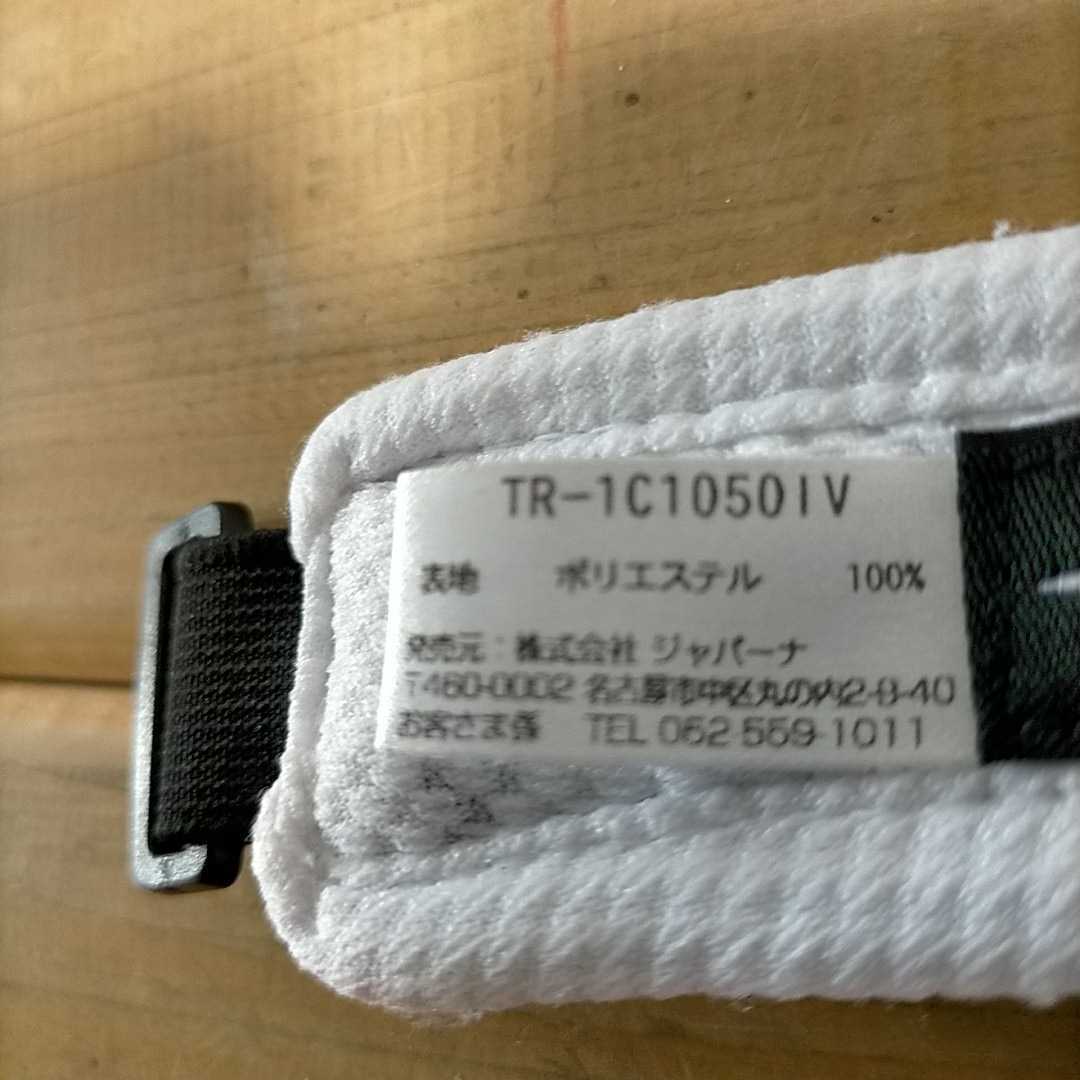 TR-1C1050IV
表地 ポリエステル 100%
発売元：株式会社 ジャパーナ
〒460-0002 名古屋市中区丸の内2-8-40
お客さま係 TEL 052-559-1011